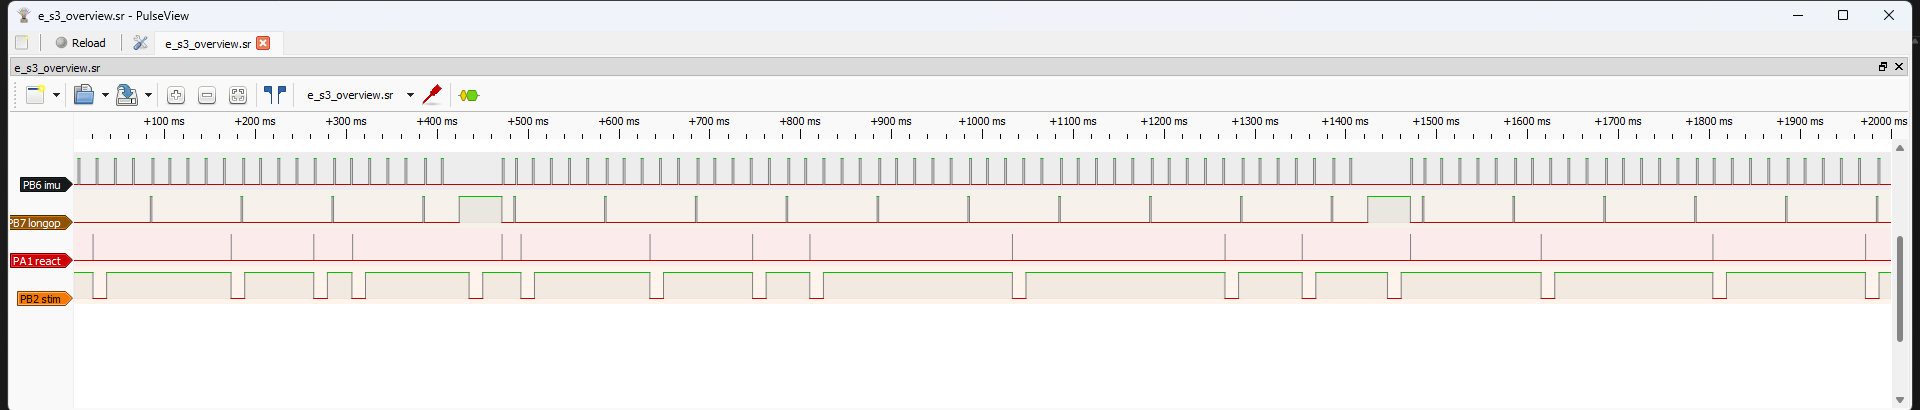 e_s3_overview.sr - PulseView
Reload e_s3_overview.sr
e_s3_overview.sr
e_s3_overview.sr
+100 ms +200 ms +300 ms +400 ms +500 ms +600 ms +700 ms +800 ms +900 ms +1000 ms +1100 ms +1200 ms +1300 ms +1400 ms +1500 ms +1600 ms +1700 ms +1800 ms +1900 ms +2000 ms
PB6 imu
PB7 longop
PA1 react
PB2 stim